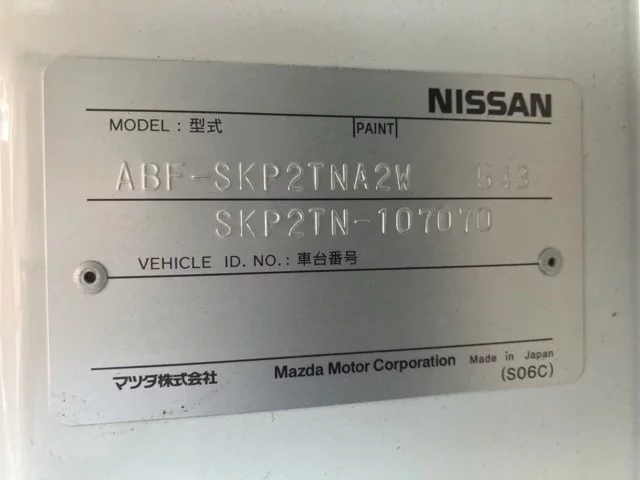 NISSAN
MODEL : 型式 PAINT
ABF-SKP2TNA2W 543
SKP2TN-107070
VEHICLE ID. NO. : 車台番号
マツダ株式会社 Mazda Motor Corporation Made in Japan
(S06C)